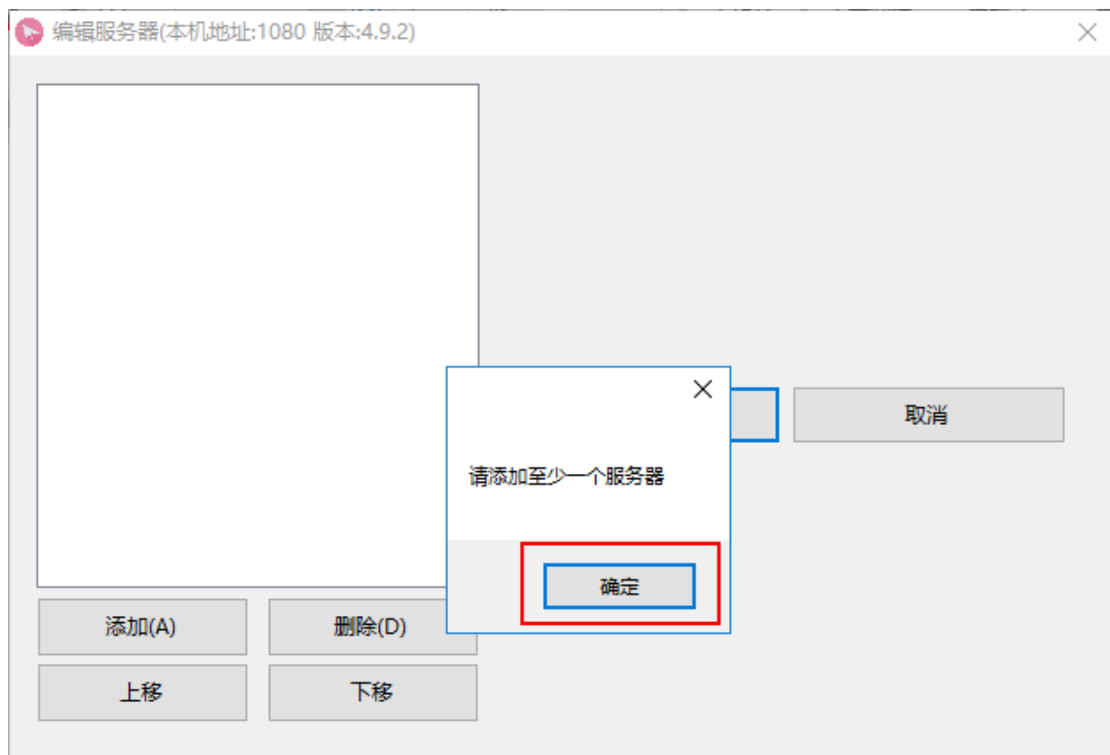 编辑服务器(本机地址:1080 版本:4.9.2)
取消
请添加至少一个服务器
确定
添加(A)
删除(D)
上移
下移